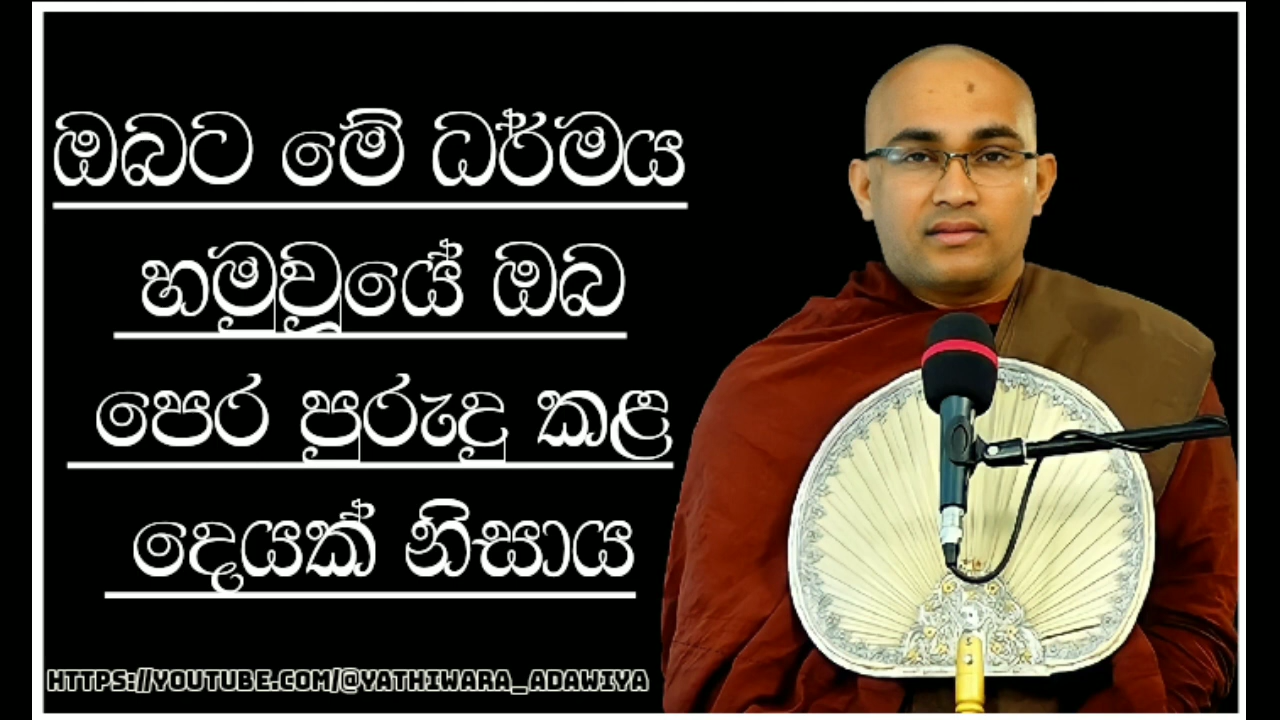 ඔබට මේ ධර්මය
හමුවූයේ ඔබ
පෙර පුරුදු කළ
දෙයක් නිසාය
HTTPS://YOUTUBE.COM/@YATHIWARA_ADAWIYA